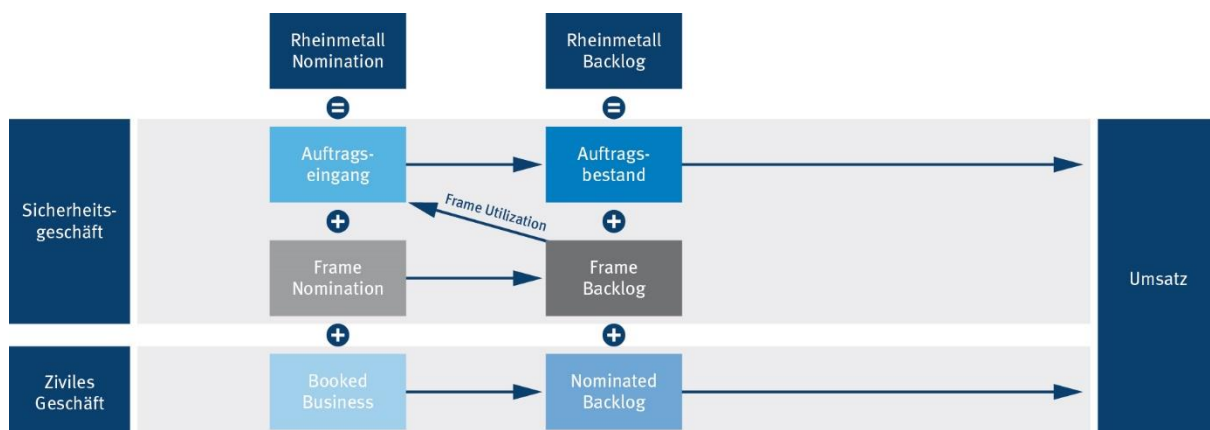 Rheinmetall
Nomination
Rheinmetall
Backlog
=
=
Sicherheits-
geschäft
Auftrags-
eingang
Auftrags-
bestand
Frame Utilization
+
+
Frame
Nomination
Frame
Backlog
Umsatz
+
+
Ziviles
Geschäft
Booked
Business
Nominated
Backlog